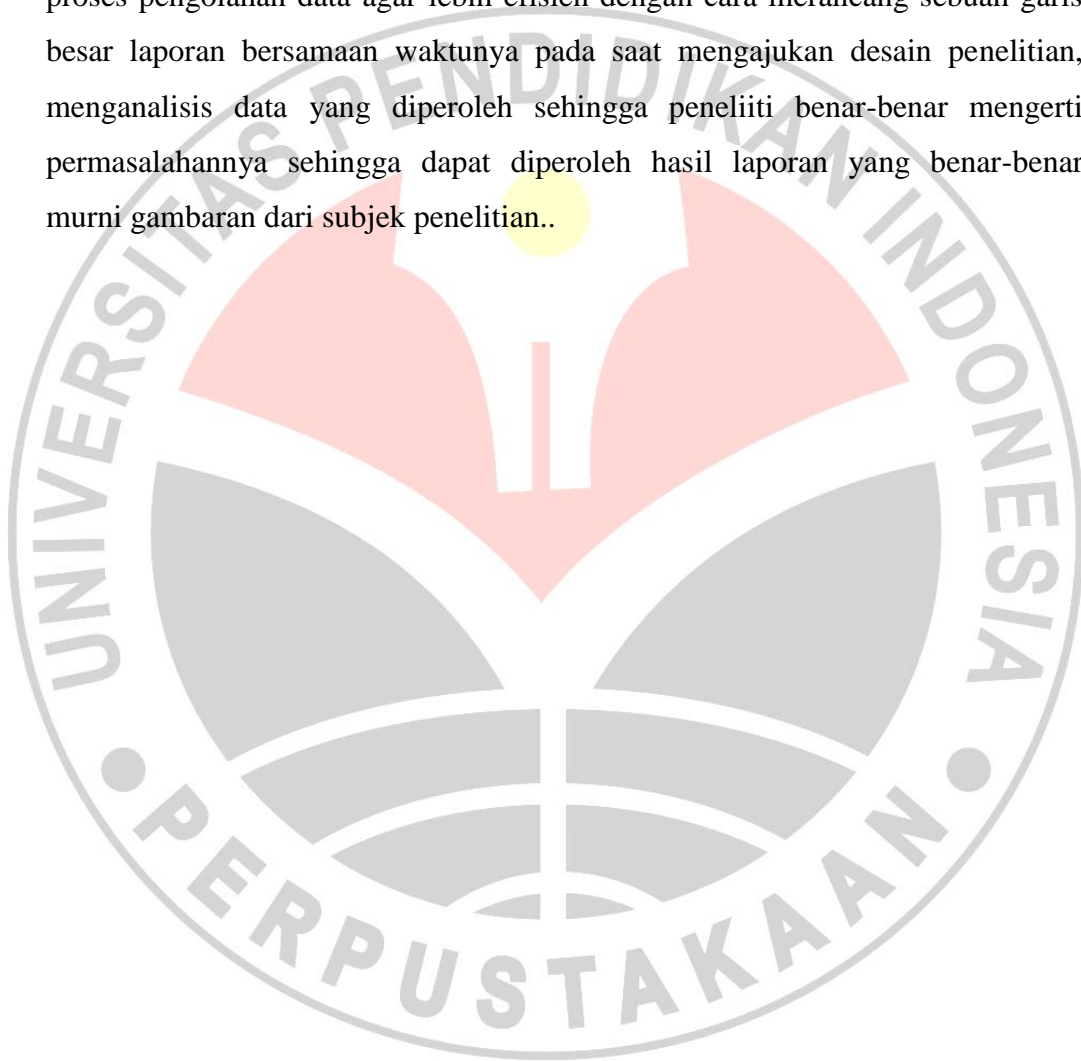 proses pengolahan data agar lebih efisien dengan cara merancang sebuah garis
besar laporan bersamaan waktunya pada saat mengajukan desain penelitian,
menganalisis data yang diperoleh sehingga peneliiti benar-benar mengerti
permasalahannya sehingga dapat diperoleh hasil laporan yang benar-benar
murni gambaran dari subjek penelitian..
UNIVERSITAS PENDIDIKAN INDONESIA
PERPUSTAKAAN